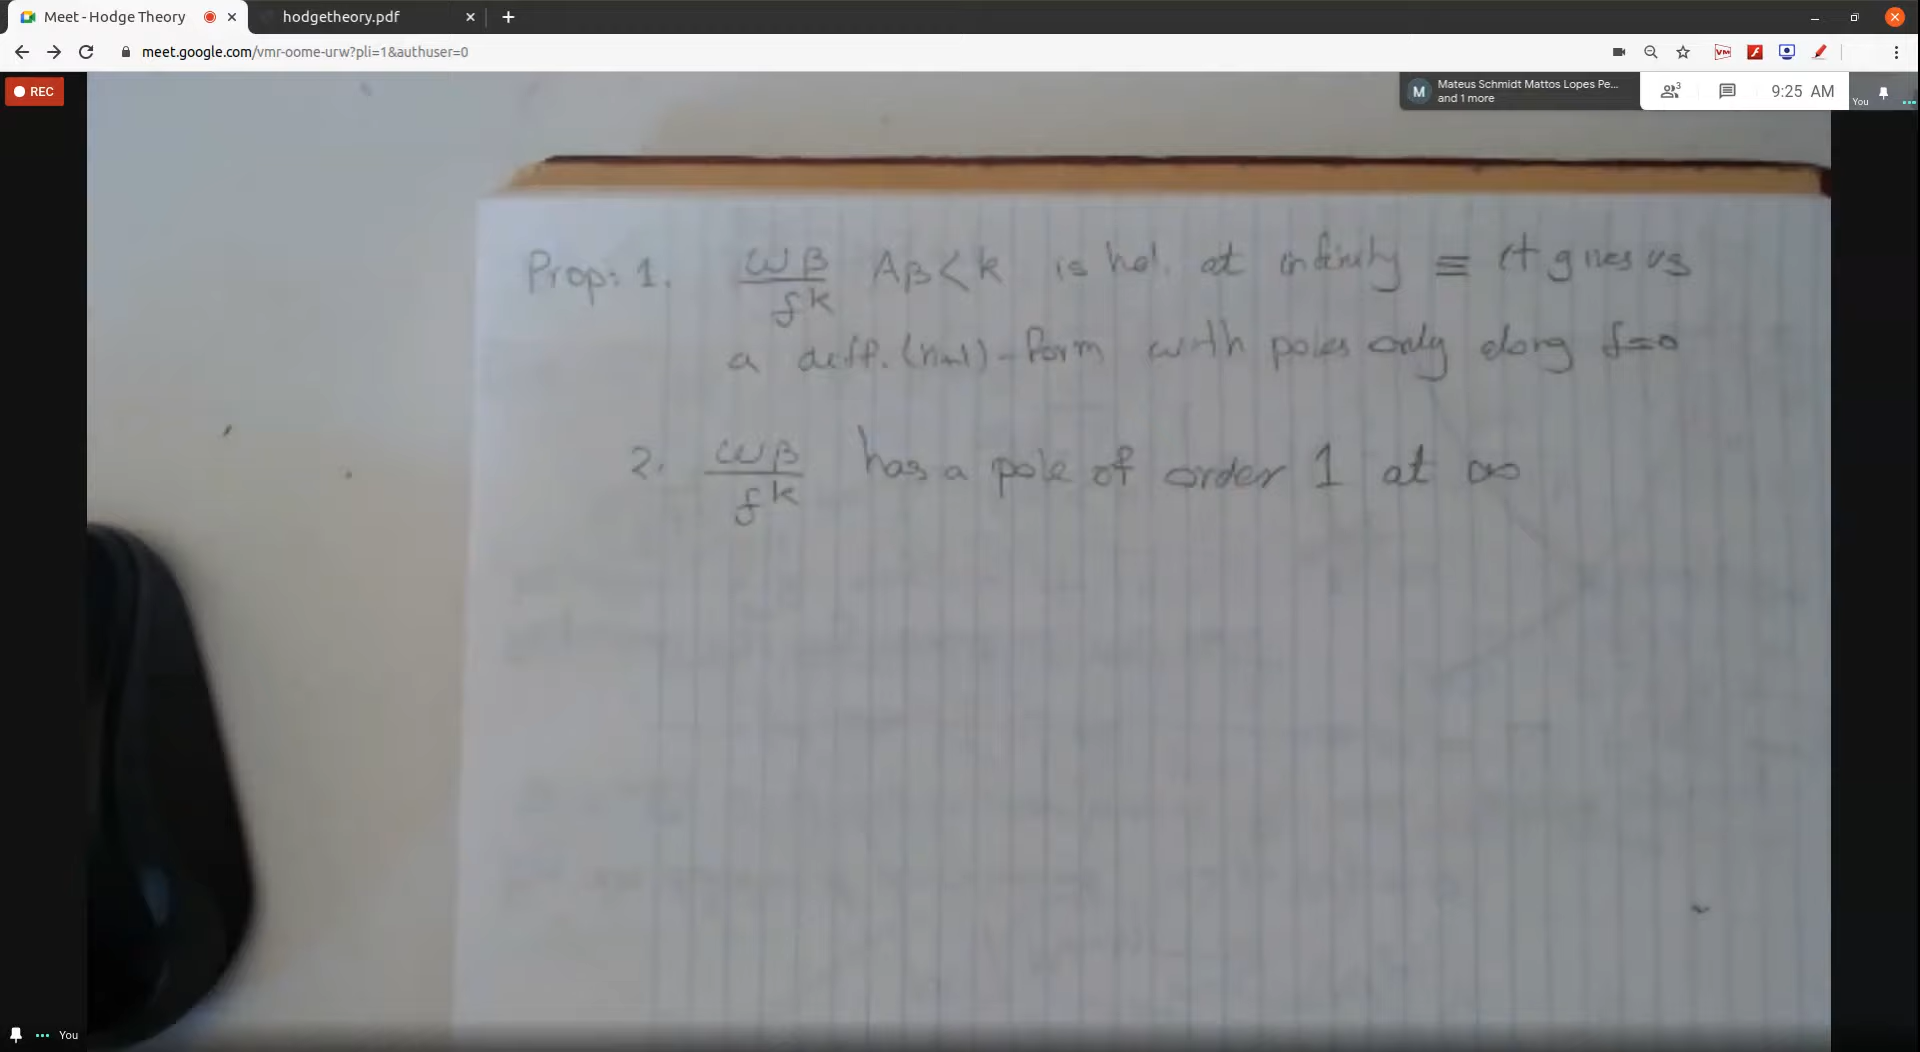 Meet - Hodge Theory
hodgetheory.pdf
meet.google.com/vmr-oome-urw?pli=1&authuser=0
REC
Mateus Schmidt Mattos Lopes Pe...
and 1 more
M
3
9:25 AM
You
Prop: 1. ωβ/f^k Aβ<k is hol. at infinity ≡ it gives us
a diff. (n+1)-form with poles only along f=0
2. ωβ/f^k has a pole of order 1 at ∞
You